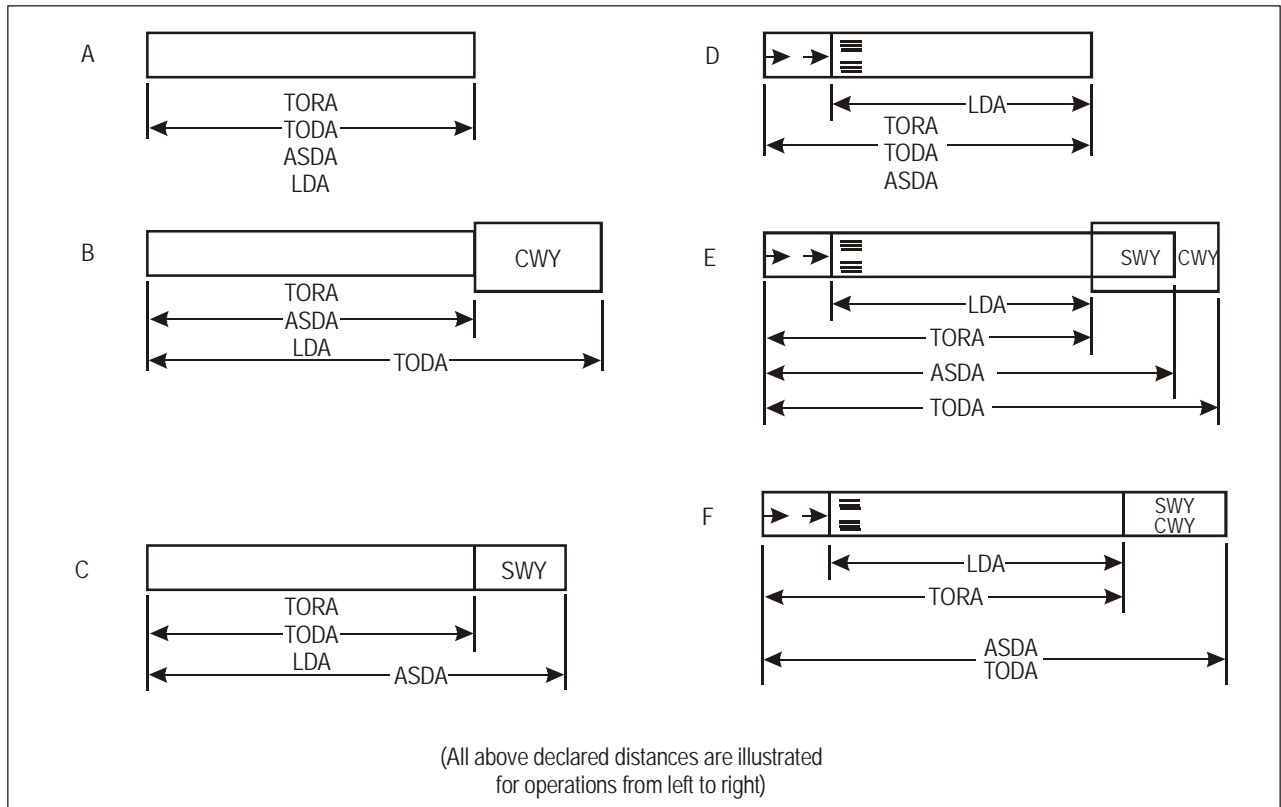 A
TORA
TODA
ASDA
LDA
B
CWY
TORA
ASDA
LDA
TODA
C
SWY
TORA
TODA
LDA
ASDA
D
LDA
TORA
TODA
ASDA
E
SWY
CWY
LDA
TORA
ASDA
TODA
F
SWY
CWY
LDA
TORA
ASDA
TODA
(All above declared distances are illustrated
for operations from left to right)